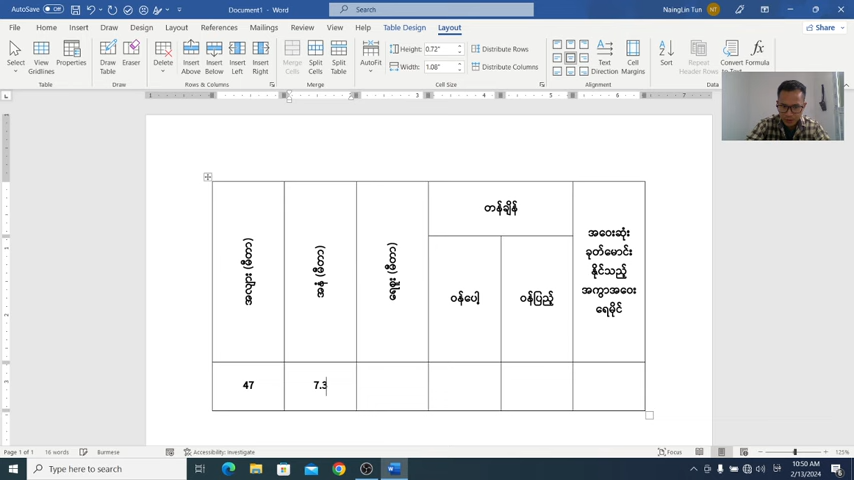 AutoSave Off
Document1 - Word
Search
NaingLin Tun
NT
File
Home
Insert
Draw
Design
Layout
References
Mailings
Review
View
Help
Table Design
Layout
Share
Select
View Gridlines
Properties
Draw Table
Eraser
Delete
Insert Above
Insert Below
Insert Left
Insert Right
Merge Cells
Split Cells
Split Table
AutoFit
Height: 0.72"
Width: 1.08"
Distribute Rows
Distribute Columns
Text Direction
Cell Margins
Sort
Repeat Header Rows
Convert to Text
Formula
Table
Draw
Rows & Columns
Merge
Cell Size
Alignment
Data
အလျား (မီတာ)
အနံ (မီတာ)
ရေစူး (မီတာ)
တန်ချိန်
ဝန်ပေါ့
ဝန်ပြည့်
အဝေးဆုံး
ခုတ်မောင်း
နိုင်သည့်
အကွာအဝေး
ရေမိုင်
47
7.3
Page 1 of 1
16 words
Burmese
Accessibility: Investigate
Focus
125%
Type here to search
10:50 AM
2/13/2024